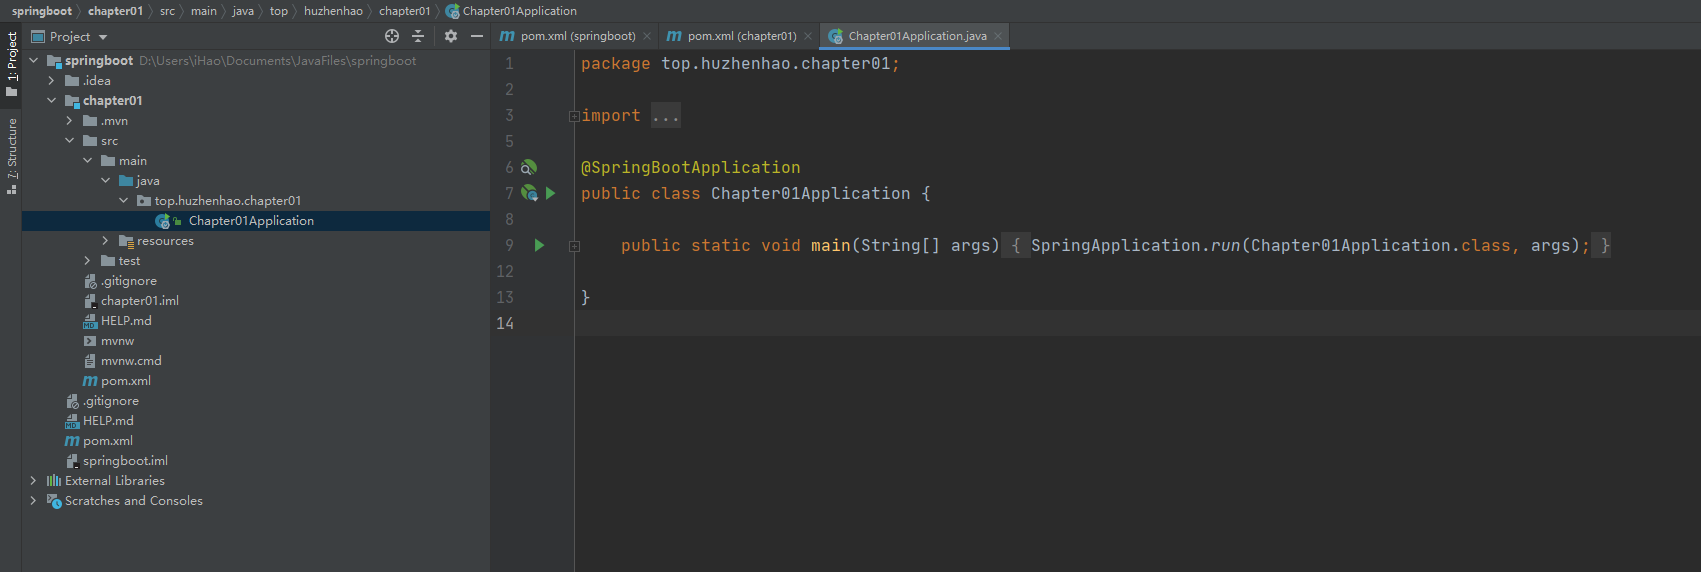 springboot chapter01 src main java top huzhenhao chapter01 Chapter01Application
1: Project
7: Structure
Project
springboot D:\Users\iHao\Documents\JavaFiles\springboot
.idea
chapter01
.mvn
src
main
java
top.huzhenhao.chapter01
Chapter01Application
resources
test
.gitignore
chapter01.iml
HELP.md
mvnw
mvnw.cmd
pom.xml
.gitignore
HELP.md
pom.xml
springboot.iml
External Libraries
Scratches and Consoles
pom.xml (springboot) pom.xml (chapter01) Chapter01Application.java
1 package top.huzhenhao.chapter01;
2
3 import ...
5
6 @SpringBootApplication
7 public class Chapter01Application {
8
9 public static void main(String[] args) { SpringApplication.run(Chapter01Application.class, args); }
12
13 }
14